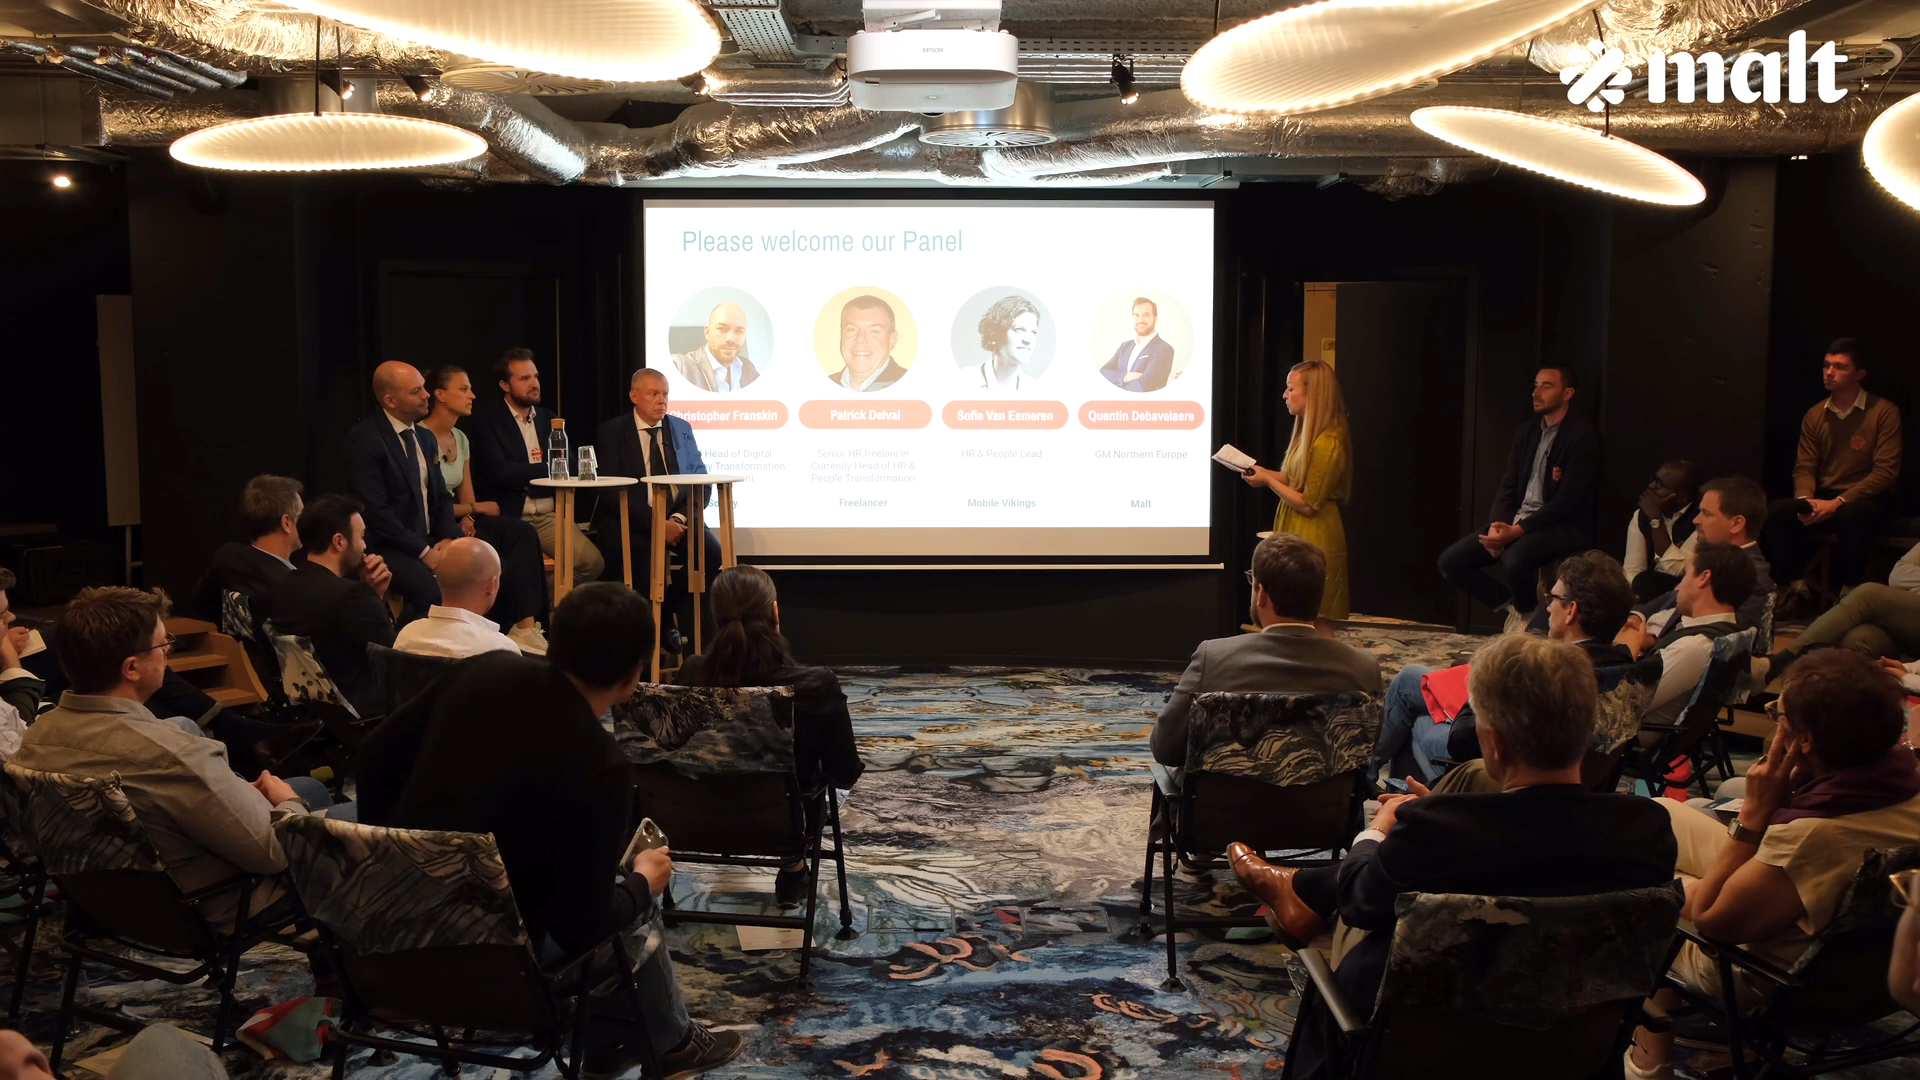 EPSON
malt
Please welcome our Panel
Christopher Franskin
Patrick Delval
Sofie Van Eemeren
Quentin Debavelaere
Head of Digital
Transformation
Senior HR freelancer
Currently Head of HR &
People Transformation
Freelancer
HR & People Lead
Mobile Vikings
GM Northern Europe
Malt